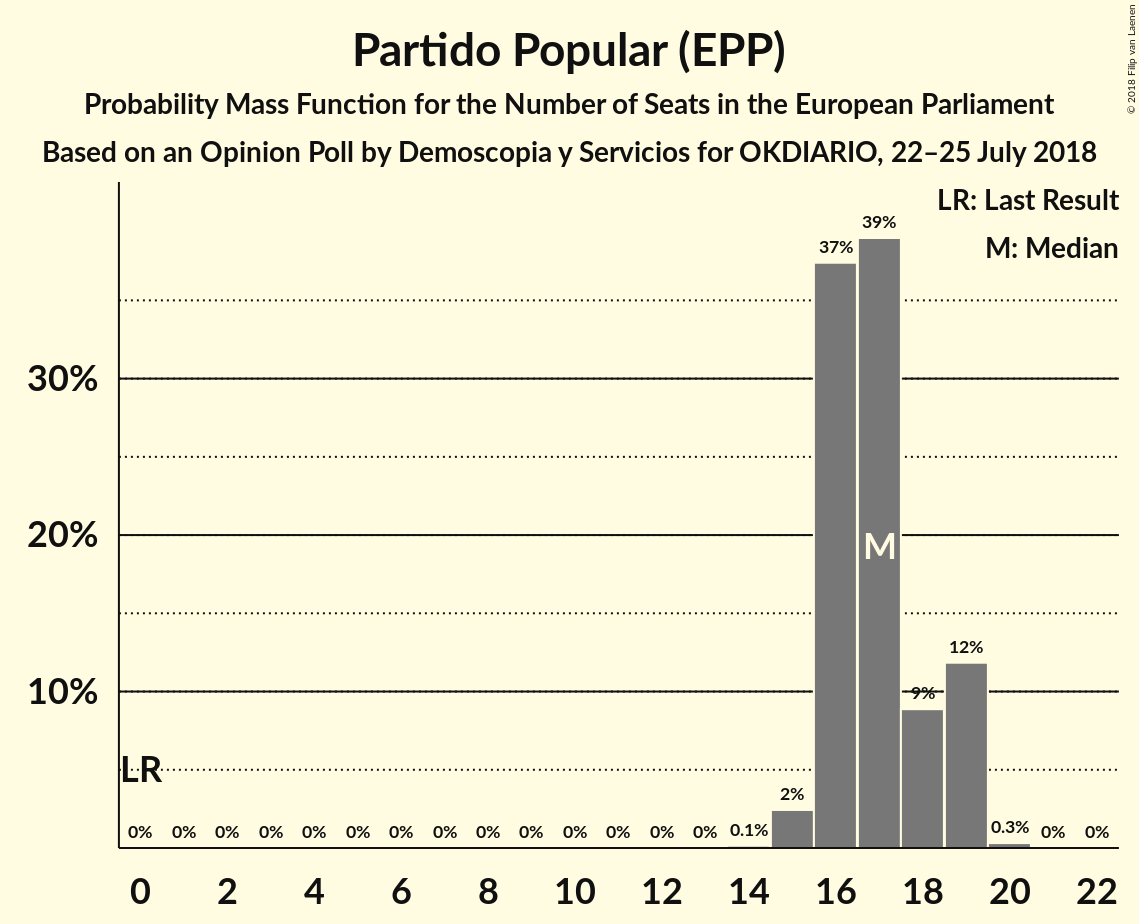 Partido Popular (EPP)
Probability Mass Function for the Number of Seats in the European Parliament
Based on an Opinion Poll by Demoscopia y Servicios for OKDIARIO, 22–25 July 2018
© 2018 Filip van Laenen
LR: Last Result
M: Median
39%
37%
30%
20%
M
12%
10%
9%
LR
2%
0% 0% 0% 0% 0% 0% 0% 0% 0% 0% 0% 0% 0% 0% 0.1% 0.3% 0% 0%
0 2 4 6 8 10 12 14 16 18 20 22